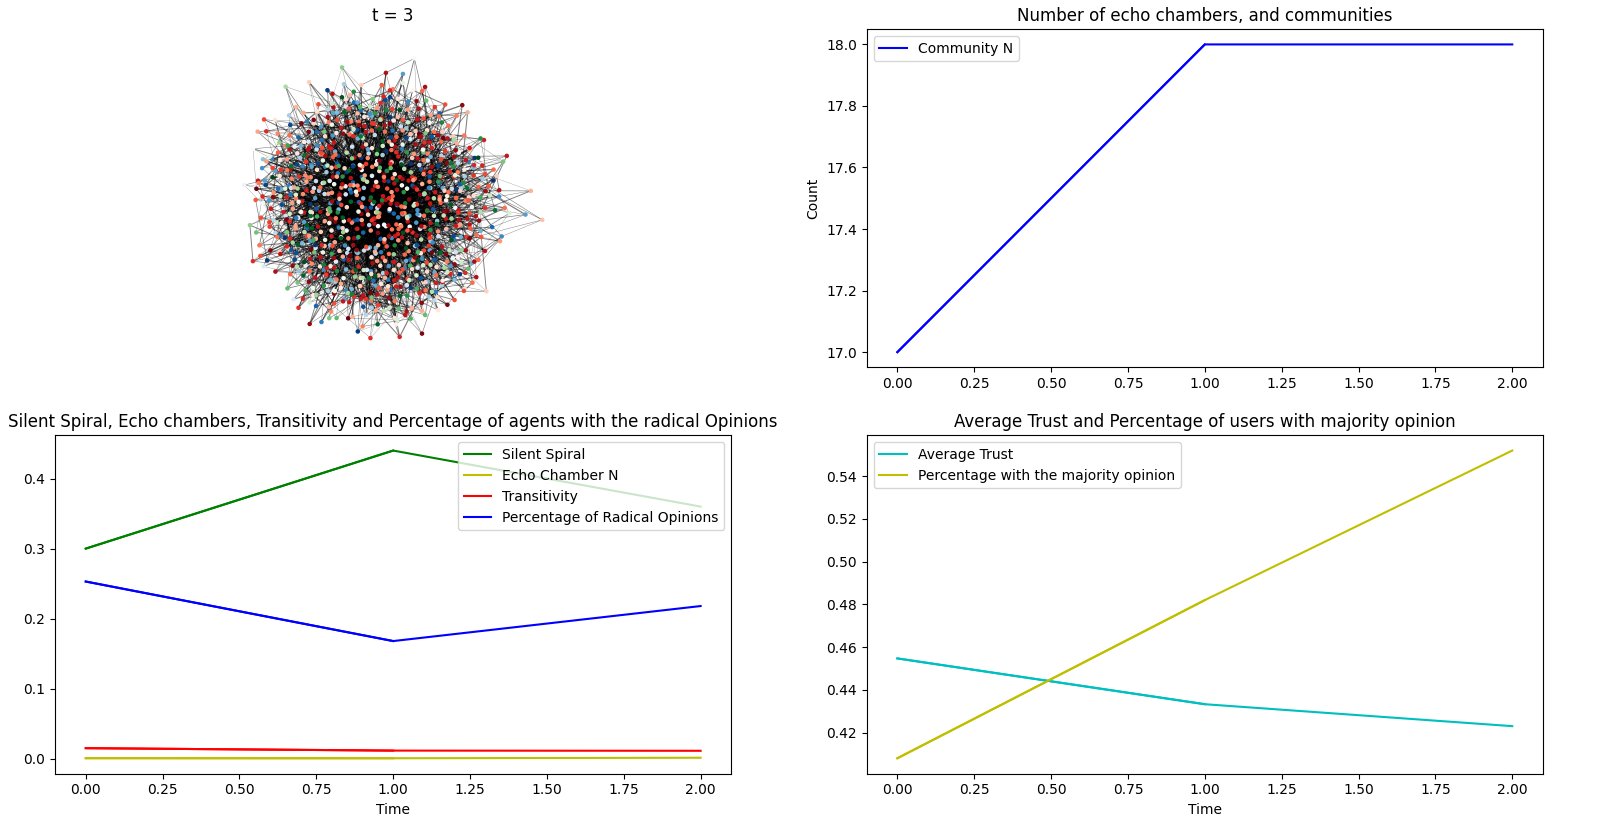 t = 3
Number of echo chambers, and communities
Community N
Count
18.0
17.8
17.6
17.4
17.2
17.0
0.00 0.25 0.50 0.75 1.00 1.25 1.50 1.75 2.00
Silent Spiral, Echo chambers, Transitivity and Percentage of agents with the radical Opinions
Silent Spiral
Echo Chamber N
Transitivity
Percentage of Radical Opinions
0.4
0.3
0.2
0.1
0.0
0.00 0.25 0.50 0.75 1.00 1.25 1.50 1.75 2.00
Time
Average Trust and Percentage of users with majority opinion
Average Trust
Percentage with the majority opinion
0.54
0.52
0.50
0.48
0.46
0.44
0.42
0.00 0.25 0.50 0.75 1.00 1.25 1.50 1.75 2.00
Time